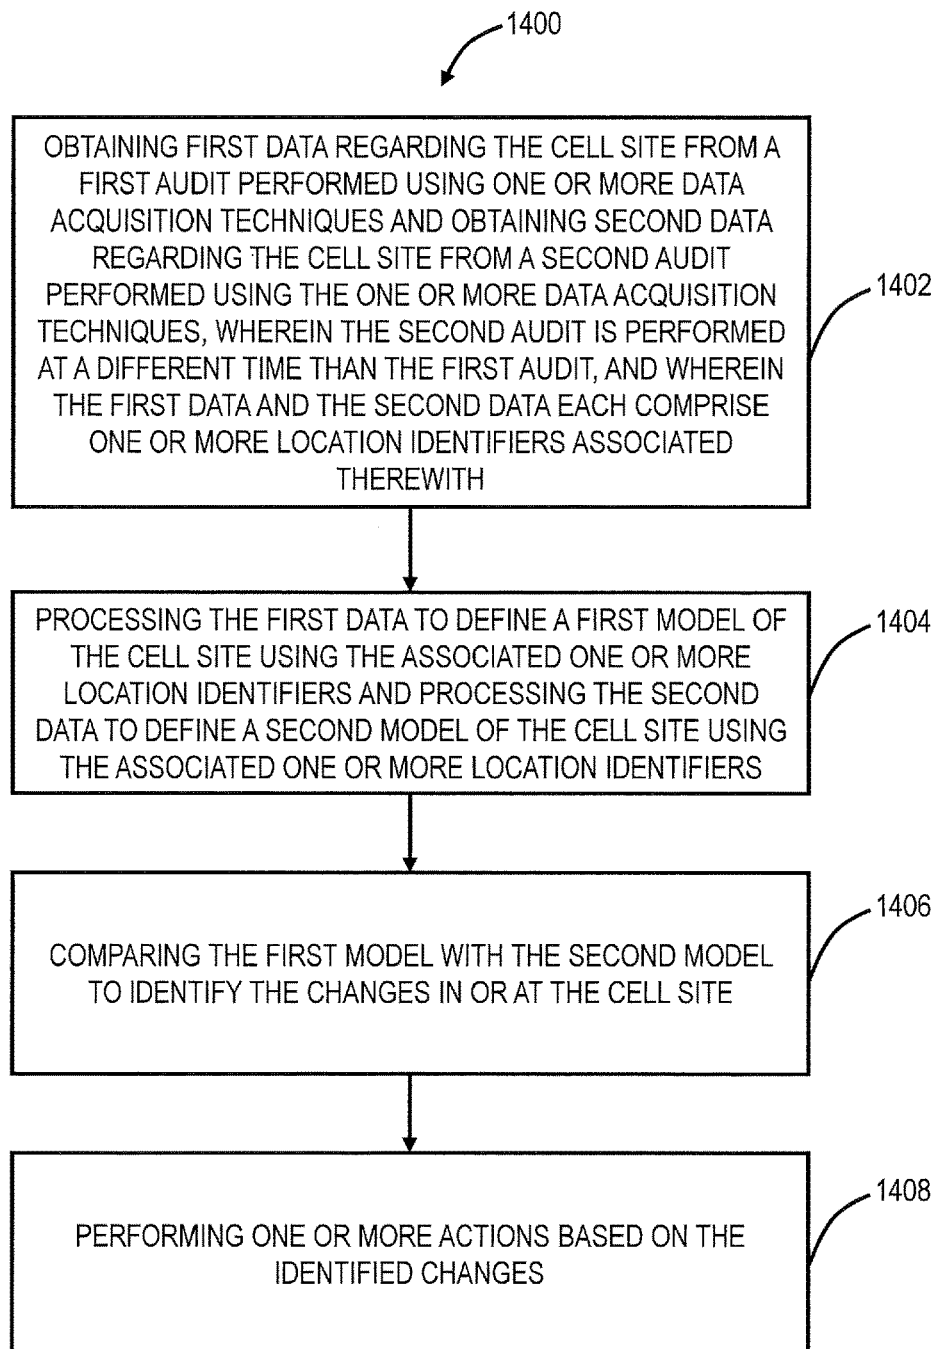 1400
OBTAINING FIRST DATA REGARDING THE CELL SITE FROM A
FIRST AUDIT PERFORMED USING ONE OR MORE DATA
ACQUISITION TECHNIQUES AND OBTAINING SECOND DATA
REGARDING THE CELL SITE FROM A SECOND AUDIT
PERFORMED USING THE ONE OR MORE DATA ACQUISITION
TECHNIQUES, WHEREIN THE SECOND AUDIT IS PERFORMED
AT A DIFFERENT TIME THAN THE FIRST AUDIT, AND WHEREIN
THE FIRST DATA AND THE SECOND DATA EACH COMPRISE
ONE OR MORE LOCATION IDENTIFIERS ASSOCIATED
THEREWITH
1402
PROCESSING THE FIRST DATA TO DEFINE A FIRST MODEL OF
THE CELL SITE USING THE ASSOCIATED ONE OR MORE
LOCATION IDENTIFIERS AND PROCESSING THE SECOND
DATA TO DEFINE A SECOND MODEL OF THE CELL SITE USING
THE ASSOCIATED ONE OR MORE LOCATION IDENTIFIERS
1404
COMPARING THE FIRST MODEL WITH THE SECOND MODEL
TO IDENTIFY THE CHANGES IN OR AT THE CELL SITE
1406
PERFORMING ONE OR MORE ACTIONS BASED ON THE
IDENTIFIED CHANGES
1408